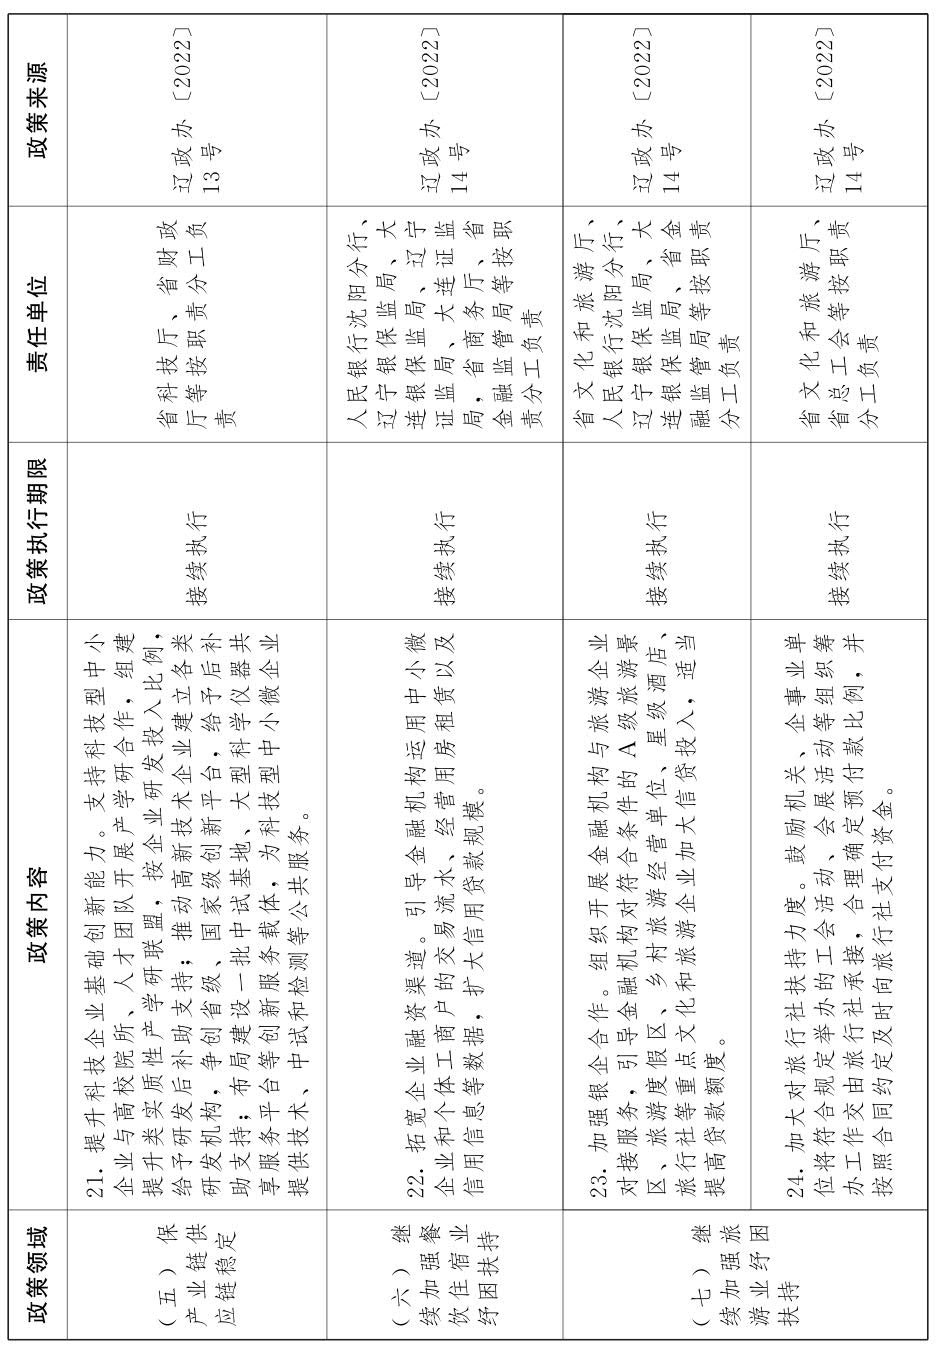 政策领域
政策内容
政策执行期限
责任单位
政策来源
（五）保
产业链供
应链稳定
21. 提升科技企业基础创新能力。支持科技型中小
企业与高校院所、人才团队开展产学研合作，组建
提升类实质性产学研联盟，按企业研发投入比例，
给予研发后补助支持；推动高新技术企业建立各类
研发机构，争创省级、国家级创新平台，给予后补
助支持；布局建设一批中试基地、大型科学仪器共
享服务平台等创新服务载体，为科技型中小微企业
提供技术、中试和检测等公共服务。
接续执行
省科技厅、省财政
厅等按职责分工负
责
辽政办〔2022〕
13号
（六）继
续加强餐
饮住宿业
纾困扶持
22. 拓宽企业融资渠道。引导金融机构运用中小微
企业和个体工商户的交易流水、经营用房租赁以及
信用信息等数据，扩大信用贷款规模。
接续执行
人民银行沈阳分行、
辽宁银保监局、大
连银保监局、辽宁
证监局、大连证监
局，省商务厅、省
金融监管局等按职
责分工负责
辽政办〔2022〕
14号
（七）继
续加强旅
游业纾困
扶持
23. 加强银企合作。组织开展金融机构与旅游企业
对接服务，引导金融机构对符合条件的A级旅游景
区、旅游度假区、乡村旅游经营单位、星级酒店、
旅行社等重点文化和旅游企业加大信贷投入，适当
提高贷款额度。
接续执行
省文化和旅游厅、
人民银行沈阳分行、
辽宁银保监局、大
连银保监局、省金
融监管局等按职责
分工负责
辽政办〔2022〕
14号
24. 加大对旅行社扶持力度。鼓励机关、企事业单
位将符合规定举办的工会活动、会展活动等组织筹
办工作交由旅行社承接，合理确定预付款比例，并
按照合同约定及时向旅行社支付资金。
接续执行
省文化和旅游厅、
省总工会等按职责
分工负责
辽政办〔2022〕
14号